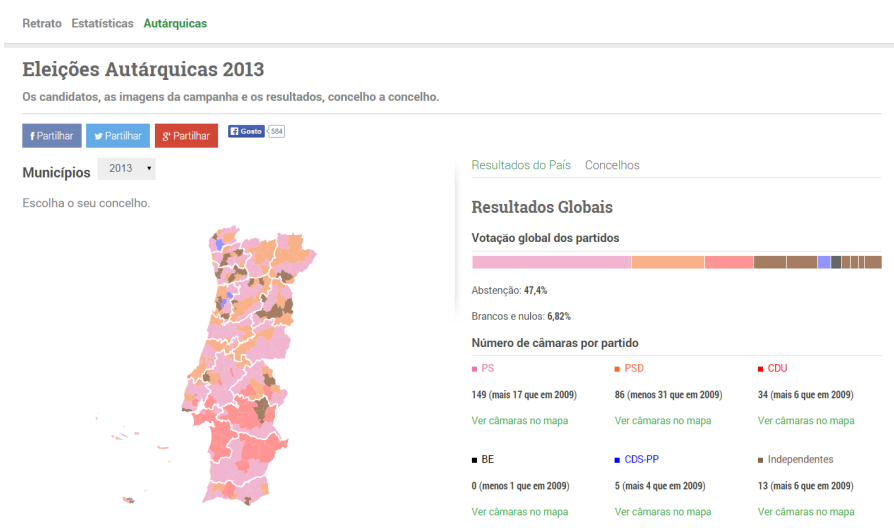 Retrato Estatísticas Autárquicas
Eleições Autárquicas 2013
Os candidatos, as imagens da campanha e os resultados, concelho a concelho.
f Partilhar Partilhar g+ Partilhar f Gosto 584
Municípios 2013
Escolha o seu concelho.
Resultados do País Concelhos
Resultados Globais
Votação global dos partidos
Abstenção: 47,4%
Brancos e nulos: 6,82%
Número de câmaras por partido
PS PSD CDU
149 (mais 17 que em 2009) 86 (menos 31 que em 2009) 34 (mais 6 que em 2009)
Ver câmaras no mapa Ver câmaras no mapa Ver câmaras no mapa
BE CDS-PP Independentes
0 (menos 1 que em 2009) 5 (mais 4 que em 2009) 13 (mais 6 que em 2009)
Ver câmaras no mapa Ver câmaras no mapa Ver câmaras no mapa